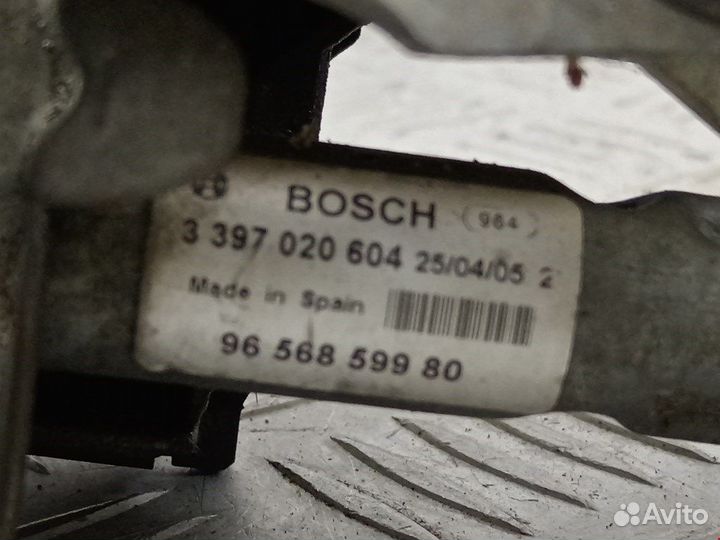 BOSCH (984)
3 397 020 604 25/04/05 2
Made in Spain
96 568 599 80
Avito